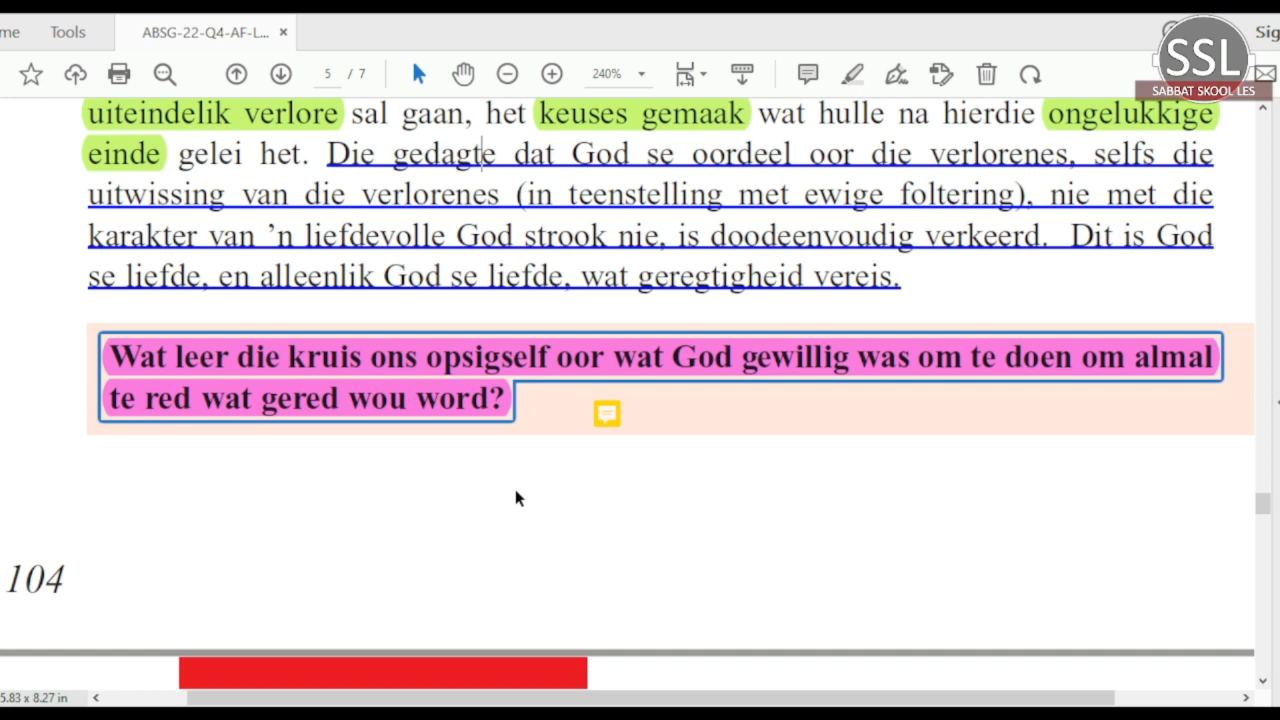 me Tools ABSG-22-Q4-AF-L... × Sig
5 / 7 240%
SSL
SABBAT SKOOL LES
uiteindelik verlore sal gaan, het keuses gemaak wat hulle na hierdie ongelukkige
einde gelei het. Die gedagte dat God se oordeel oor die verlorenes, selfs die
uitwissing van die verlorenes (in teenstelling met ewige foltering), nie met die
karakter van ’n liefdevolle God strook nie, is doodeenvoudig verkeerd. Dit is God
se liefde, en alleenlik God se liefde, wat geregtigheid vereis.
Wat leer die kruis ons opsigself oor wat God gewillig was om te doen om almal
te red wat gered wou word?
104
5.83 x 8.27 in